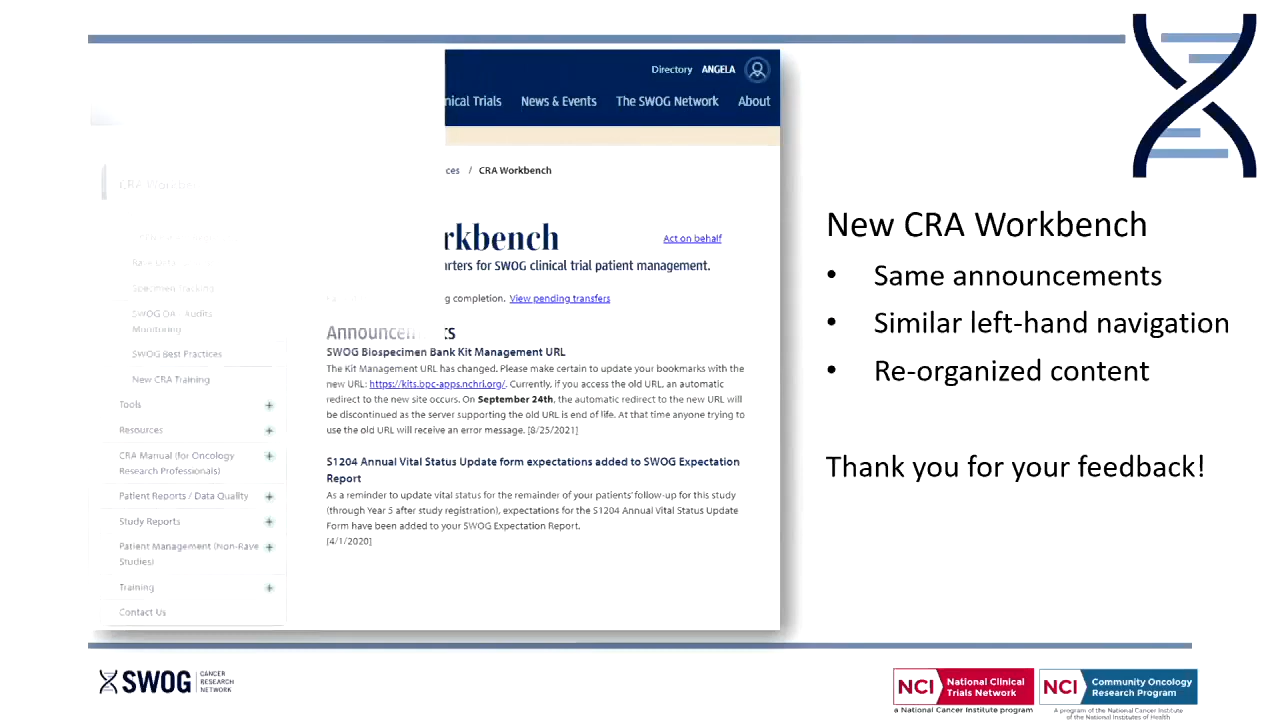 Directory ANGELA
nical Trials News & Events The SWOG Network About
ces / CRA Workbench
CRA Workbench
rkbench
Act on behalf
rters for SWOG clinical trial patient management.
g completion. View pending transfers
Specimen Tracking
SWOG QA - Audits
Monitoring
SWOG Best Practices
New CRA Training
Tools
Resources
CRA Manual (for Oncology
Research Professionals)
Patient Reports / Data Quality
Study Reports
Patient Management (Non-Rave
Studies)
Training
Contact Us
Announcements
SWOG Biospecimen Bank Kit Management URL
The Kit Management URL has changed. Please make certain to update your bookmarks with the
new URL: https://kits.bpc-apps.nchri.org/. Currently, if you access the old URL, an automatic
redirect to the new site occurs. On September 24th, the automatic redirect to the new URL will
be discontinued as the server supporting the old URL is end of life. At that time anyone trying to
use the old URL will receive an error message. [8/25/2021]
S1204 Annual Vital Status Update form expectations added to SWOG Expectation
Report
As a reminder to update vital status for the remainder of your patients' follow-up for this study
(through Year 5 after study registration), expectations for the S1204 Annual Vital Status Update
Form have been added to your SWOG Expectation Report.
[4/1/2020]
New CRA Workbench
• Same announcements
• Similar left-hand navigation
• Re-organized content
Thank you for your feedback!
SWOG CANCER
RESEARCH
NETWORK
NCI National Clinical
Trials Network
a National Cancer Institute program
NCI Community Oncology
Research Program
A program of the National Cancer Institute
of the National Institutes of Health